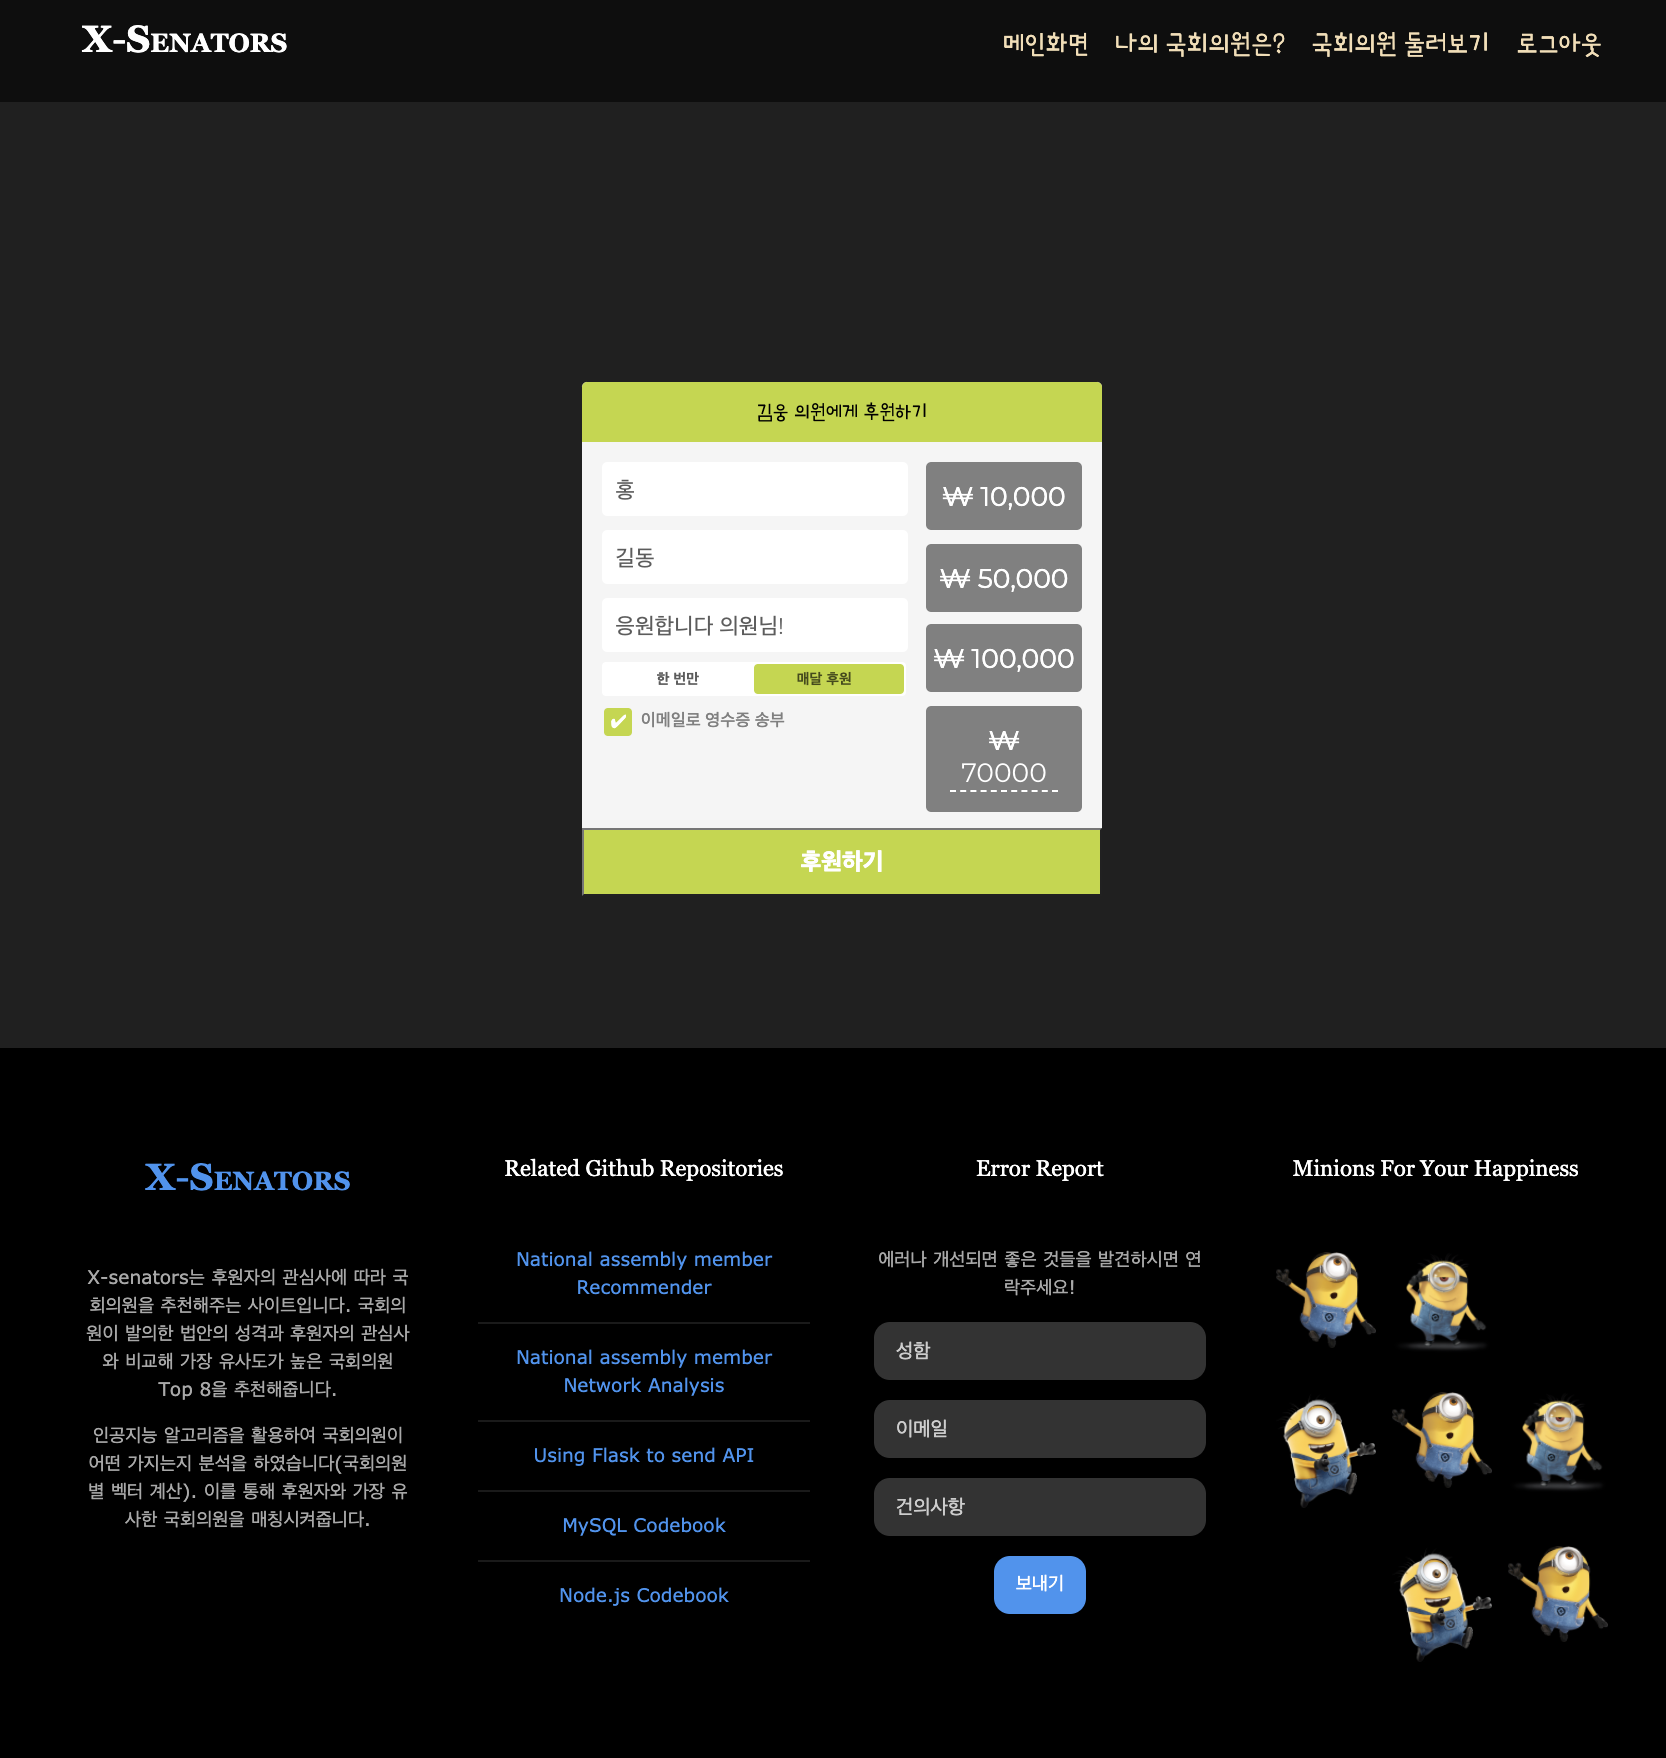 X-Senators
메인화면 나의 국회의원은? 국회의원 둘러보기 로그아웃
김웅 의원에게 후원하기
홍
길동
응원합니다 의원님!
한 번만 매달 후원
✔ 이메일로 영수증 송부
₩ 10,000
₩ 50,000
₩ 100,000
₩
70000
후원하기
X-Senators
X-senators는 후원자의 관심사에 따라 국
회의원을 추천해주는 사이트입니다. 국회의
원이 발의한 법안의 성격과 후원자의 관심사
와 비교해 가장 유사도가 높은 국회의원
Top 8을 추천해줍니다.
인공지능 알고리즘을 활용하여 국회의원이
어떤 가지는지 분석을 하였습니다(국회의원
별 벡터 계산). 이를 통해 후원자와 가장 유
사한 국회의원을 매칭시켜줍니다.
Related Github Repositories
National assembly member
Recommender
National assembly member
Network Analysis
Using Flask to send API
MySQL Codebook
Node.js Codebook
Error Report
에러나 개선되면 좋은 것들을 발견하시면 연
락주세요!
성함
이메일
건의사항
보내기
Minions For Your Happiness